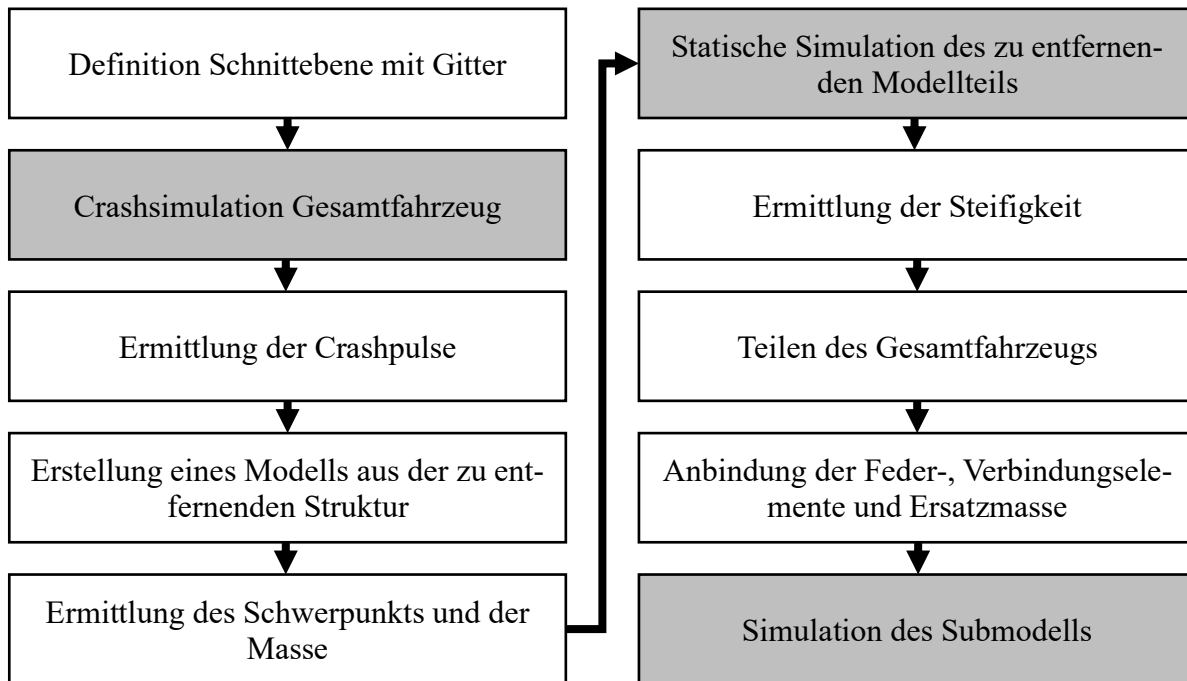 Definition Schnittebene mit Gitter
Crashsimulation Gesamtfahrzeug
Ermittlung der Crashpulse
Erstellung eines Modells aus der zu ent-
fernenden Struktur
Ermittlung des Schwerpunkts und der
Masse
Statische Simulation des zu entfernen-
den Modellteils
Ermittlung der Steifigkeit
Teilen des Gesamtfahrzeugs
Anbindung der Feder-, Verbindungsele-
mente und Ersatzmasse
Simulation des Submodells